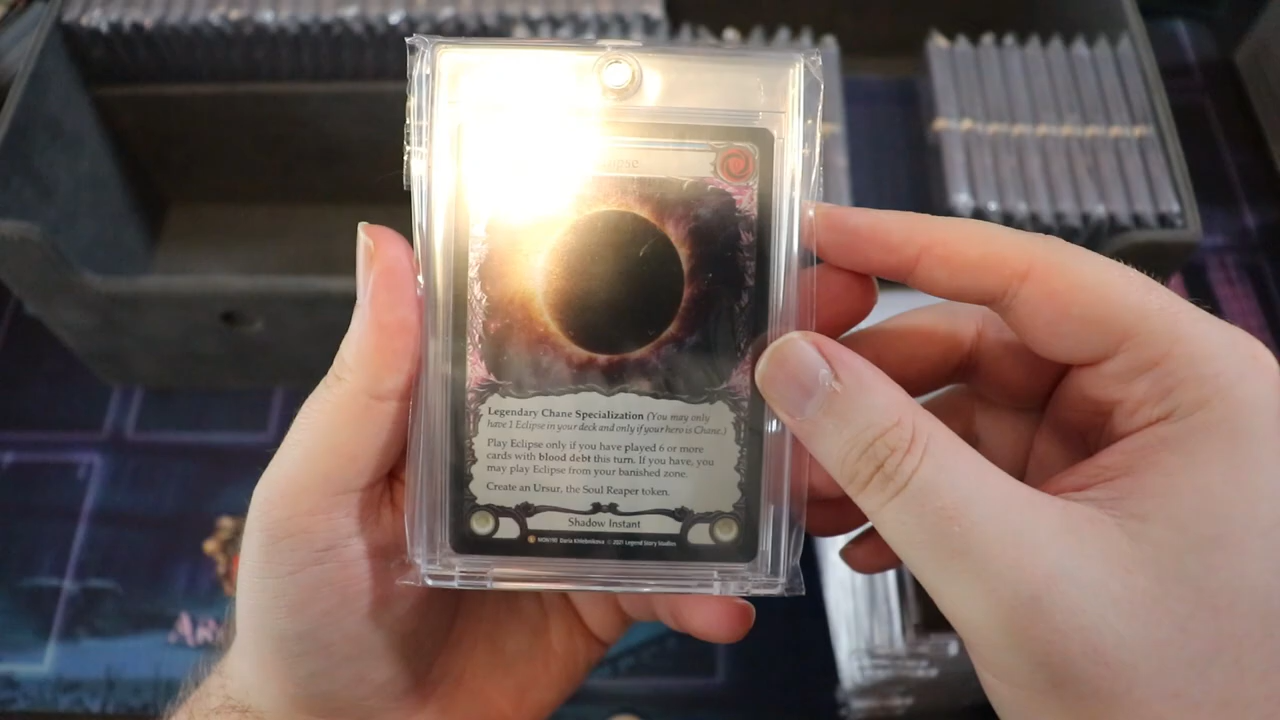 Legendary Chane Specialization (You may only
have 1 Eclipse in your deck and only if your hero is Chane.)
Play Eclipse only if you have played 6 or more
cards with blood debt this turn. If you have, you
may play Eclipse from your banished zone.
Create an Ursur, the Soul Reaper token.
Shadow Instant
MON190 Daria Khlebnikova © 2021 Legend Story Studios